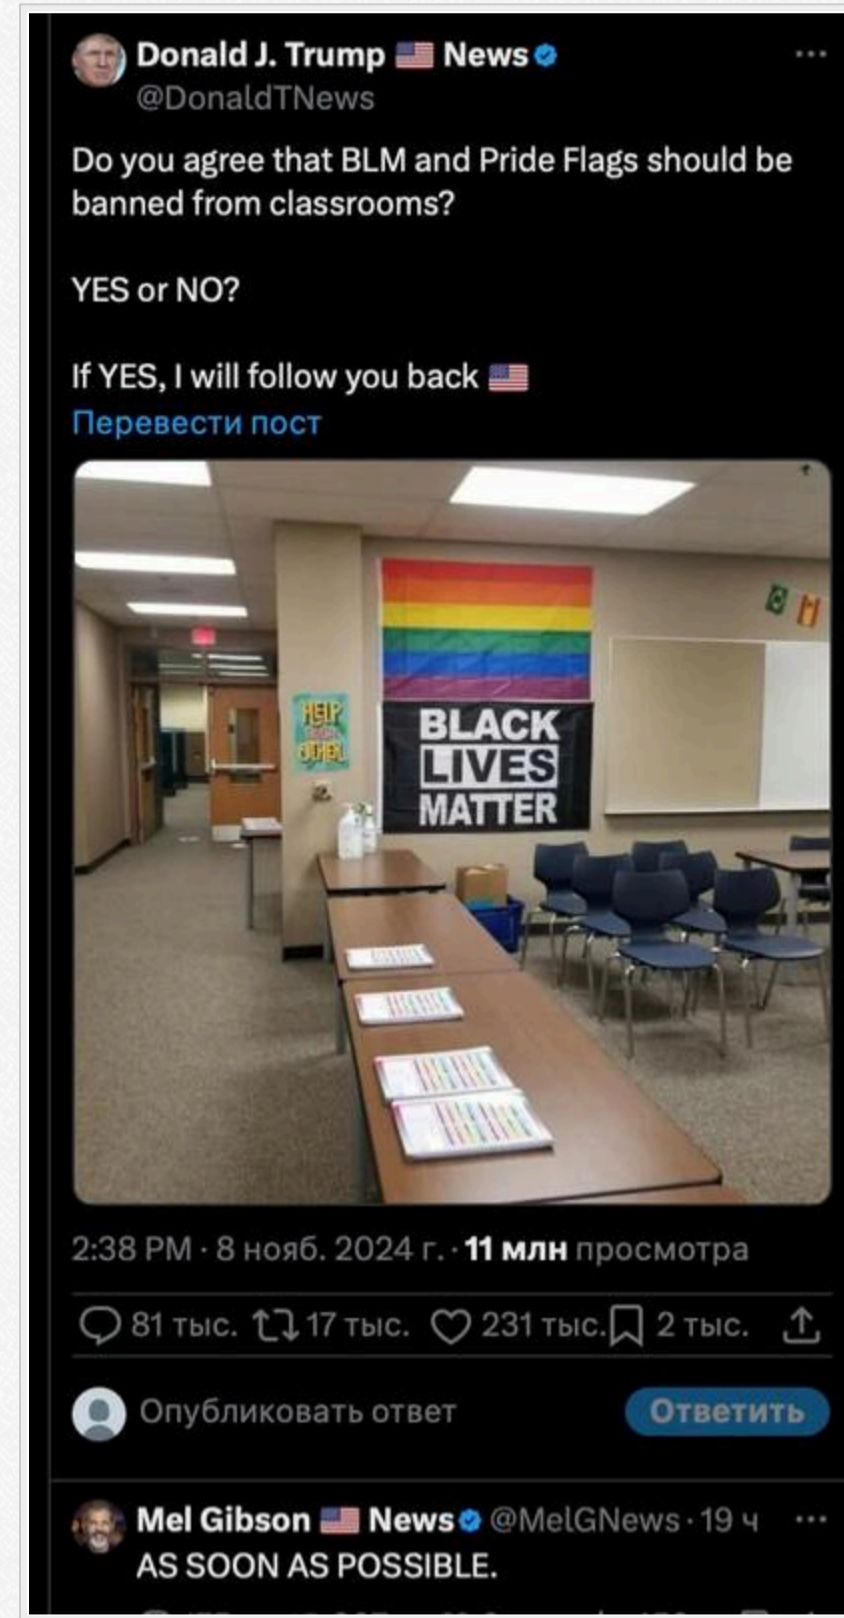 Donald J. Trump 🇺🇸 News
@DonaldTNews
Do you agree that BLM and Pride Flags should be
banned from classrooms?
YES or NO?
If YES, I will follow you back 🇺🇸
Перевести пост
HELP
OTHER
BLACK
LIVES
MATTER
2:38 PM · 8 нояб. 2024 г. · 11 млн просмотра
81 тыс. 17 тыс. 231 тыс. 2 тыс.
Опубликовать ответ
Ответить
Mel Gibson 🇺🇸 News @MelGNews · 19 ч
AS SOON AS POSSIBLE.